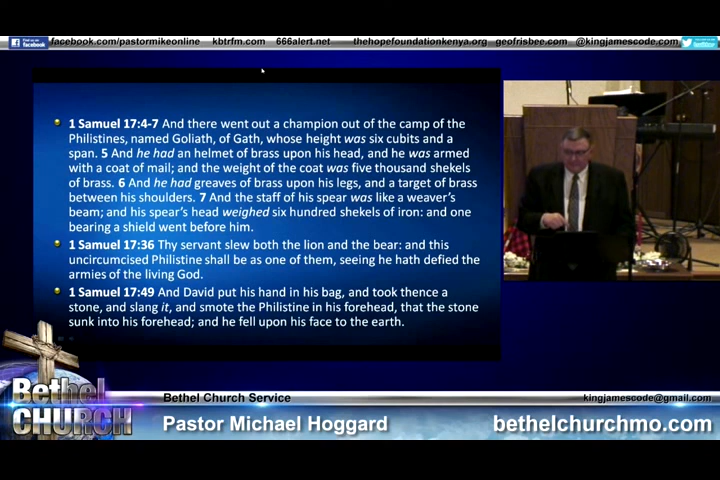 Find us on facebook facebook.com/pastormikeonline kbtrfm.com 666alert.net thehopefoundationkenya.org geofrisbee.com @kingjamescode.com twitter
1 Samuel 17:4-7 And there went out a champion out of the camp of the
Philistines, named Goliath, of Gath, whose height was six cubits and a
span. 5 And he had an helmet of brass upon his head, and he was armed
with a coat of mail; and the weight of the coat was five thousand shekels
of brass. 6 And he had greaves of brass upon his legs, and a target of brass
between his shoulders. 7 And the staff of his spear was like a weaver's
beam; and his spear's head weighed six hundred shekels of iron: and one
bearing a shield went before him.
1 Samuel 17:36 Thy servant slew both the lion and the bear: and this
uncircumcised Philistine shall be as one of them, seeing he hath defied the
armies of the living God.
1 Samuel 17:49 And David put his hand in his bag, and took thence a
stone, and slang it, and smote the Philistine in his forehead, that the stone
sunk into his forehead; and he fell upon his face to the earth.
Bethel
CHURCH
Bethel Church Service kingjamescode@gmail.com
Pastor Michael Hoggard bethelchurchmo.com